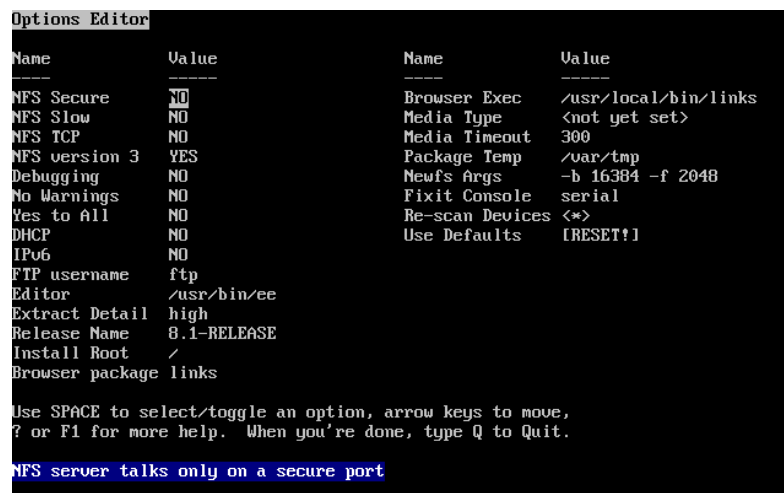 Options Editor
Name Value Name Value
---- ----- ---- -----
NFS Secure NO Browser Exec /usr/local/bin/links
NFS Slow NO Media Type <not yet set>
NFS TCP NO Media Timeout 300
NFS version 3 YES Package Temp /var/tmp
Debugging NO Newfs Args -b 16384 -f 2048
No Warnings NO Fixit Console serial
Yes to All NO Re-scan Devices <*>
DHCP NO Use Defaults [RESET!]
IPv6 NO
FTP username ftp
Editor /usr/bin/ee
Extract Detail high
Release Name 8.1-RELEASE
Install Root /
Browser package links
Use SPACE to select/toggle an option, arrow keys to move,
? or F1 for more help. When you're done, type Q to Quit.
NFS server talks only on a secure port